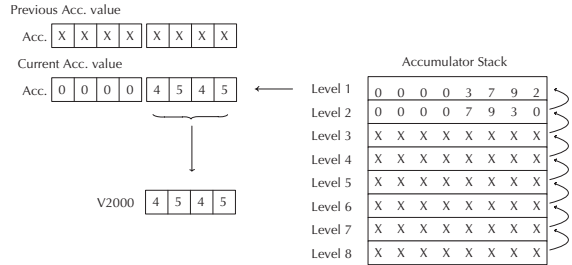 Previous Acc. value
Acc. X X X X X X X X
Current Acc. value
Acc. 0 0 0 0 4 5 4 5
V2000 4 5 4 5
Accumulator Stack
Level 1 0 0 0 0 3 7 9 2
Level 2 0 0 0 0 7 9 3 0
Level 3 X X X X X X X X
Level 4 X X X X X X X X
Level 5 X X X X X X X X
Level 6 X X X X X X X X
Level 7 X X X X X X X X
Level 8 X X X X X X X X